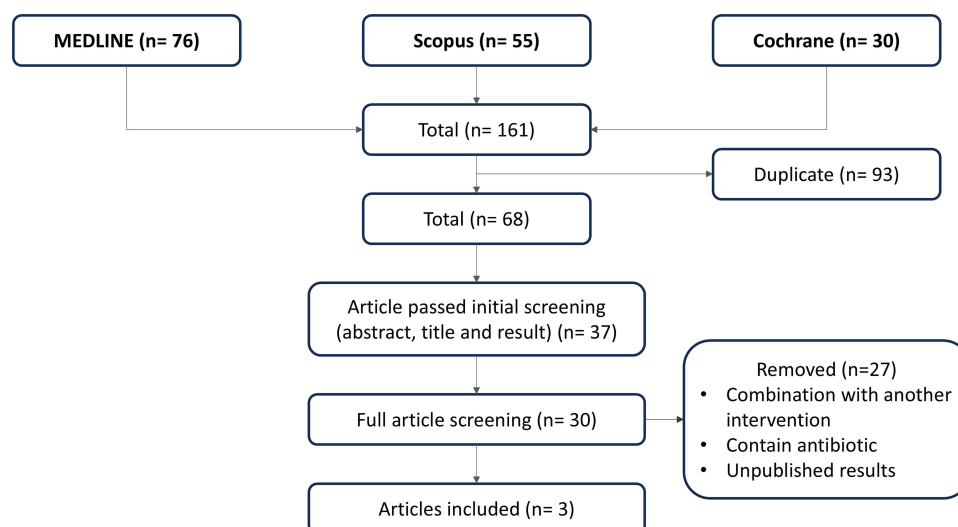 MEDLINE (n= 76)
Scopus (n= 55)
Cochrane (n= 30)
Total (n= 161)
Duplicate (n= 93)
Total (n= 68)
Article passed initial screening
(abstract, title and result) (n= 37)
Removed (n=27)
• Combination with another
intervention
• Contain antibiotic
• Unpublished results
Full article screening (n= 30)
Articles included (n= 3)